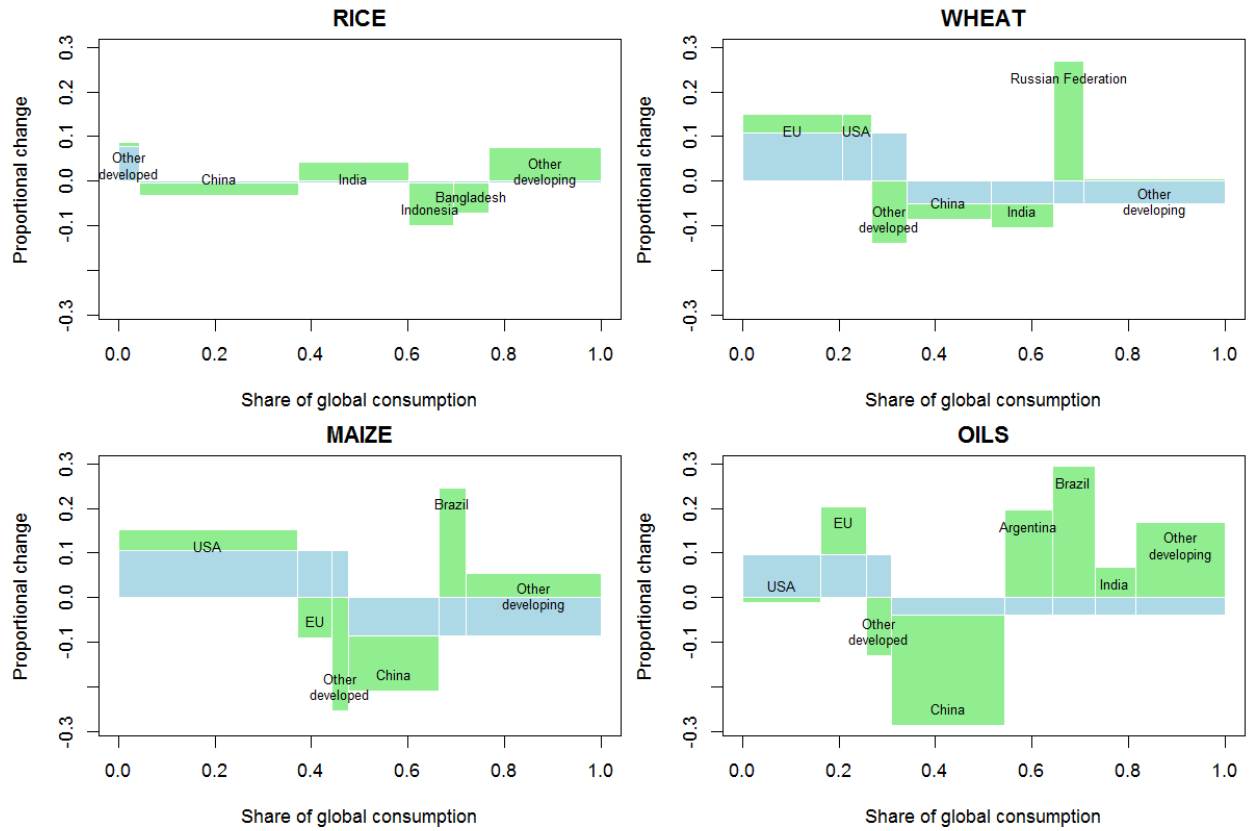 RICE
Proportional change
0.3
0.2
0.1
0.0
-0.1
-0.3
Other
developed
China
India
Indonesia
Bangladesh
Other
developing
0.0 0.2 0.4 0.6 0.8 1.0
Share of global consumption
WHEAT
Proportional change
0.3
0.2
0.1
0.0
-0.1
-0.3
EU
USA
Other
developed
China
India
Russian Federation
Other
developing
0.0 0.2 0.4 0.6 0.8 1.0
Share of global consumption
MAIZE
Proportional change
0.3
0.2
0.1
0.0
-0.1
-0.3
USA
EU
Other
developed
China
Brazil
Other
developing
0.0 0.2 0.4 0.6 0.8 1.0
Share of global consumption
OILS
Proportional change
0.3
0.2
0.1
0.0
-0.1
-0.3
USA
EU
Other
developed
China
Argentina
Brazil
India
Other
developing
0.0 0.2 0.4 0.6 0.8 1.0
Share of global consumption